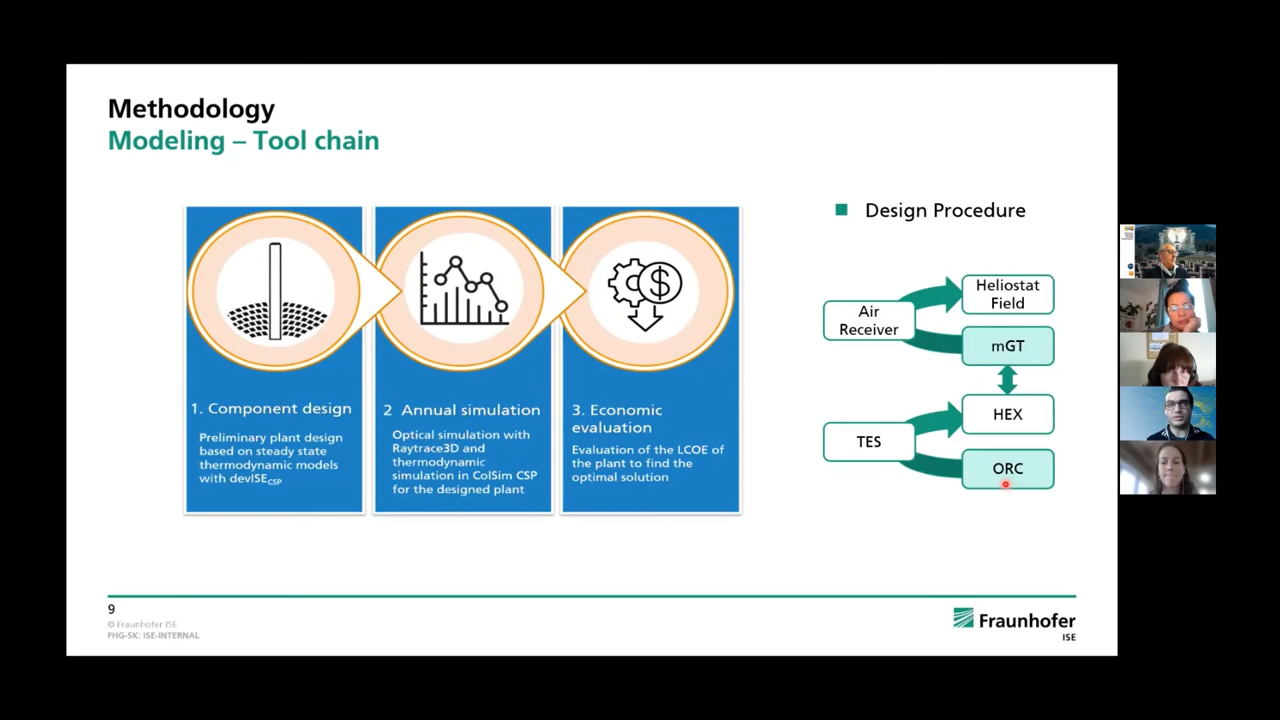 Methodology
Modeling – Tool chain
1. Component design
Preliminary plant design
based on steady state
thermodynamic models
with devISE_CSP
2 Annual simulation
Optical simulation with
Raytrace3D and
thermodynamic
simulation in ColSim CSP
for the designed plant
3. Economic
evaluation
Evaluation of the LCOE of
the plant to find the
optimal solution
$
Design Procedure
Air
Receiver
Heliostat
Field
mGT
HEX
TES
ORC
9
© Fraunhofer ISE
FHG-SK: ISE-INTERNAL
Fraunhofer
ISE